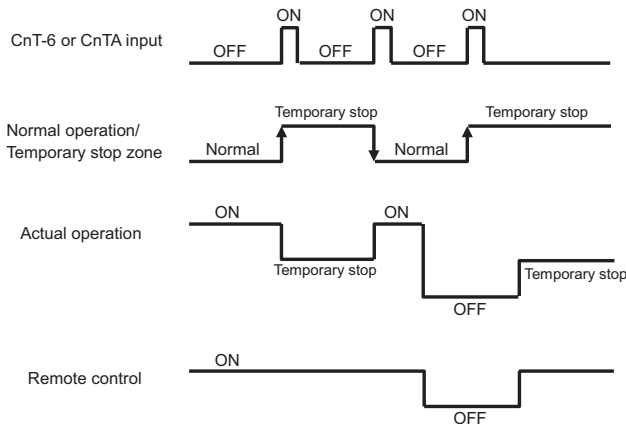 ON ON ON
CnT-6 or CnTA input
OFF OFF OFF
Temporary stop Temporary stop
Normal operation/
Temporary stop zone
Normal Normal
ON ON
Actual operation
Temporary stop Temporary stop
OFF
ON
Remote control
OFF